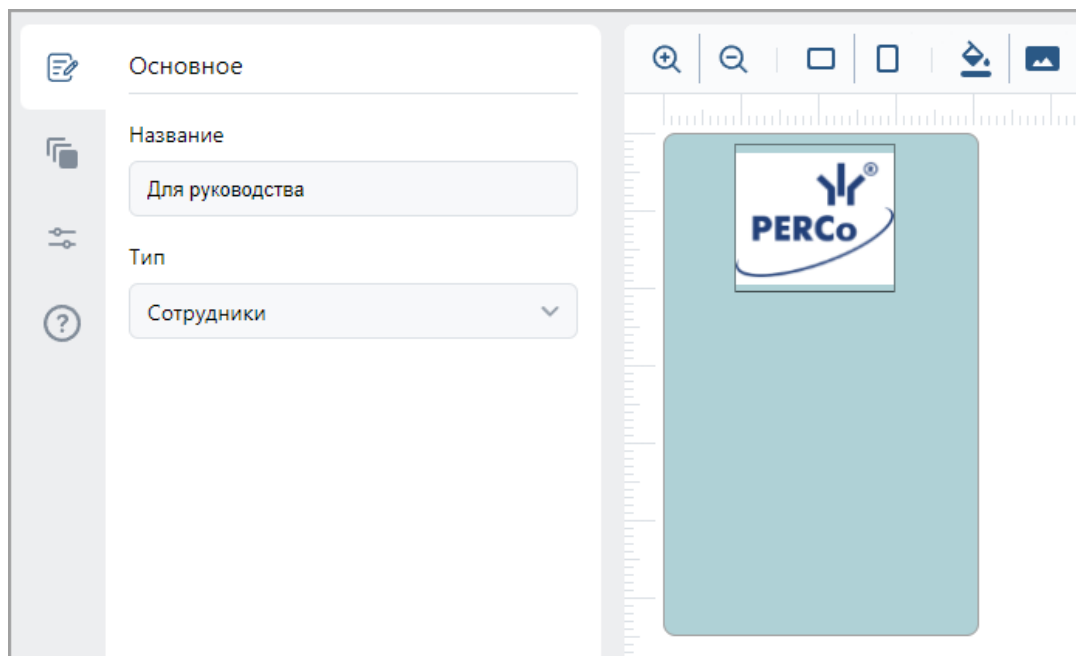 Основное
Название
Для руководства
Тип
Сотрудники
?
PERCo®